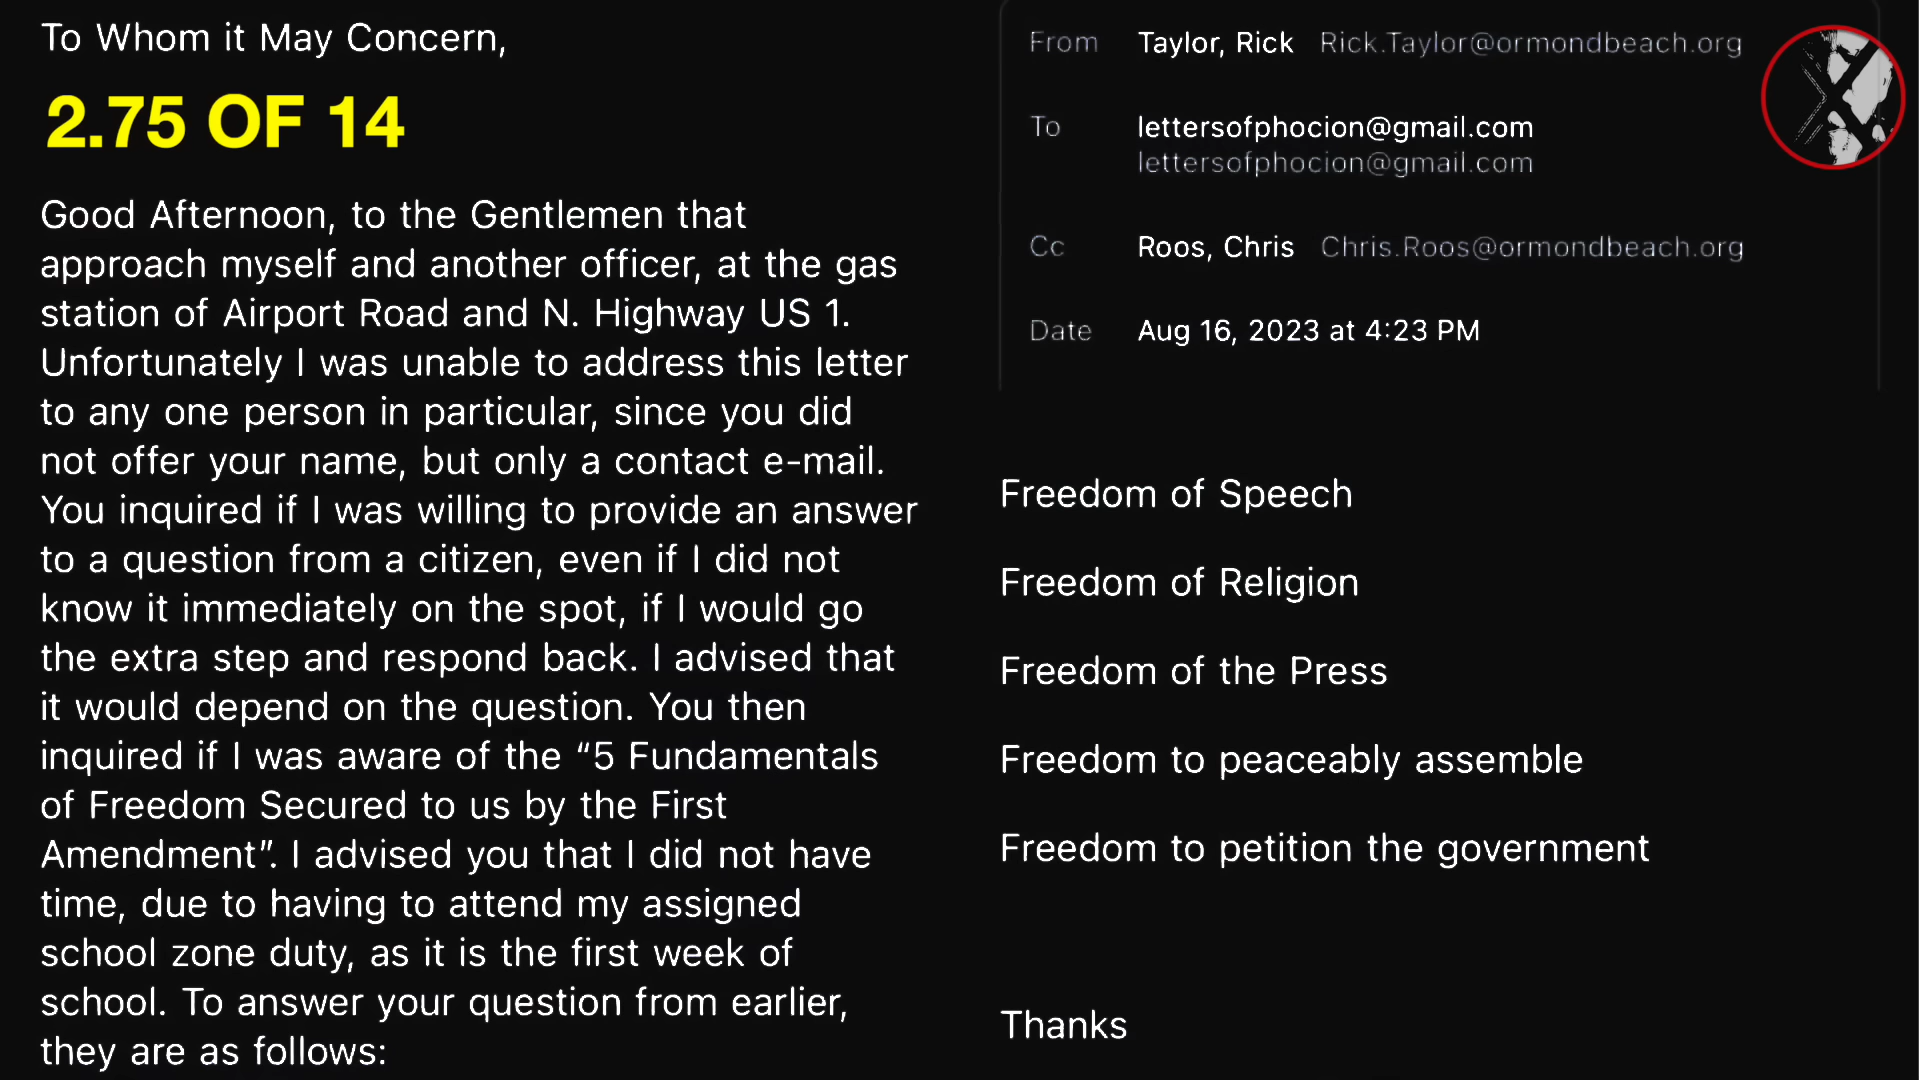 To Whom it May Concern,
2.75 OF 14
Good Afternoon, to the Gentlemen that
approach myself and another officer, at the gas
station of Airport Road and N. Highway US 1.
Unfortunately I was unable to address this letter
to any one person in particular, since you did
not offer your name, but only a contact e-mail.
You inquired if I was willing to provide an answer
to a question from a citizen, even if I did not
know it immediately on the spot, if I would go
the extra step and respond back. I advised that
it would depend on the question. You then
inquired if I was aware of the “5 Fundamentals
of Freedom Secured to us by the First
Amendment”. I advised you that I did not have
time, due to having to attend my assigned
school zone duty, as it is the first week of
school. To answer your question from earlier,
they are as follows:
From Taylor, Rick Rick.Taylor@ormondbeach.org
To lettersofphocion@gmail.com
lettersofphocion@gmail.com
Cc Roos, Chris Chris.Roos@ormondbeach.org
Date Aug 16, 2023 at 4:23 PM
Freedom of Speech
Freedom of Religion
Freedom of the Press
Freedom to peaceably assemble
Freedom to petition the government
Thanks